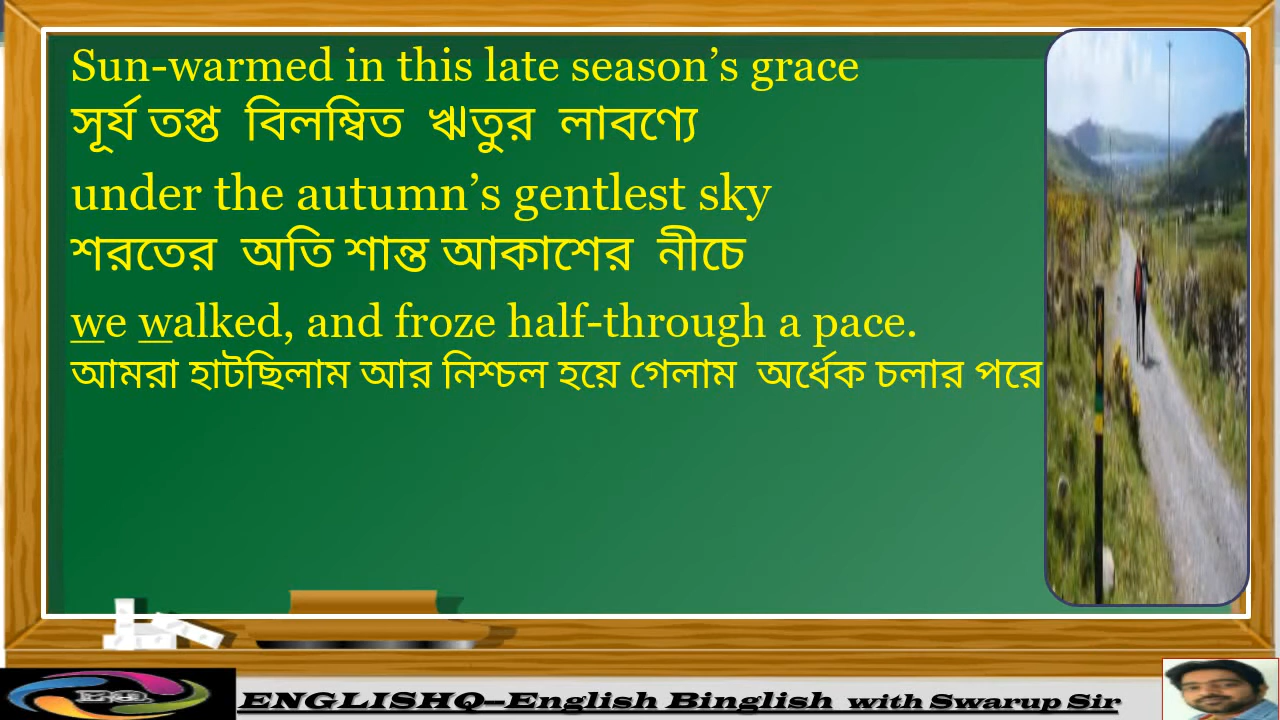 Sun-warmed in this late season’s grace
সূর্য তপ্ত বিলম্বিত ঋতুর লাবণ্যে
under the autumn’s gentlest sky
শরতের অতি শান্ত আকাশের নীচে
we walked, and froze half-through a pace.
আমরা হাটছিলাম আর নিশ্চল হয়ে গেলাম অর্ধেক চলার পরে
ENGLISHQ–English Binglish with Swarup Sir